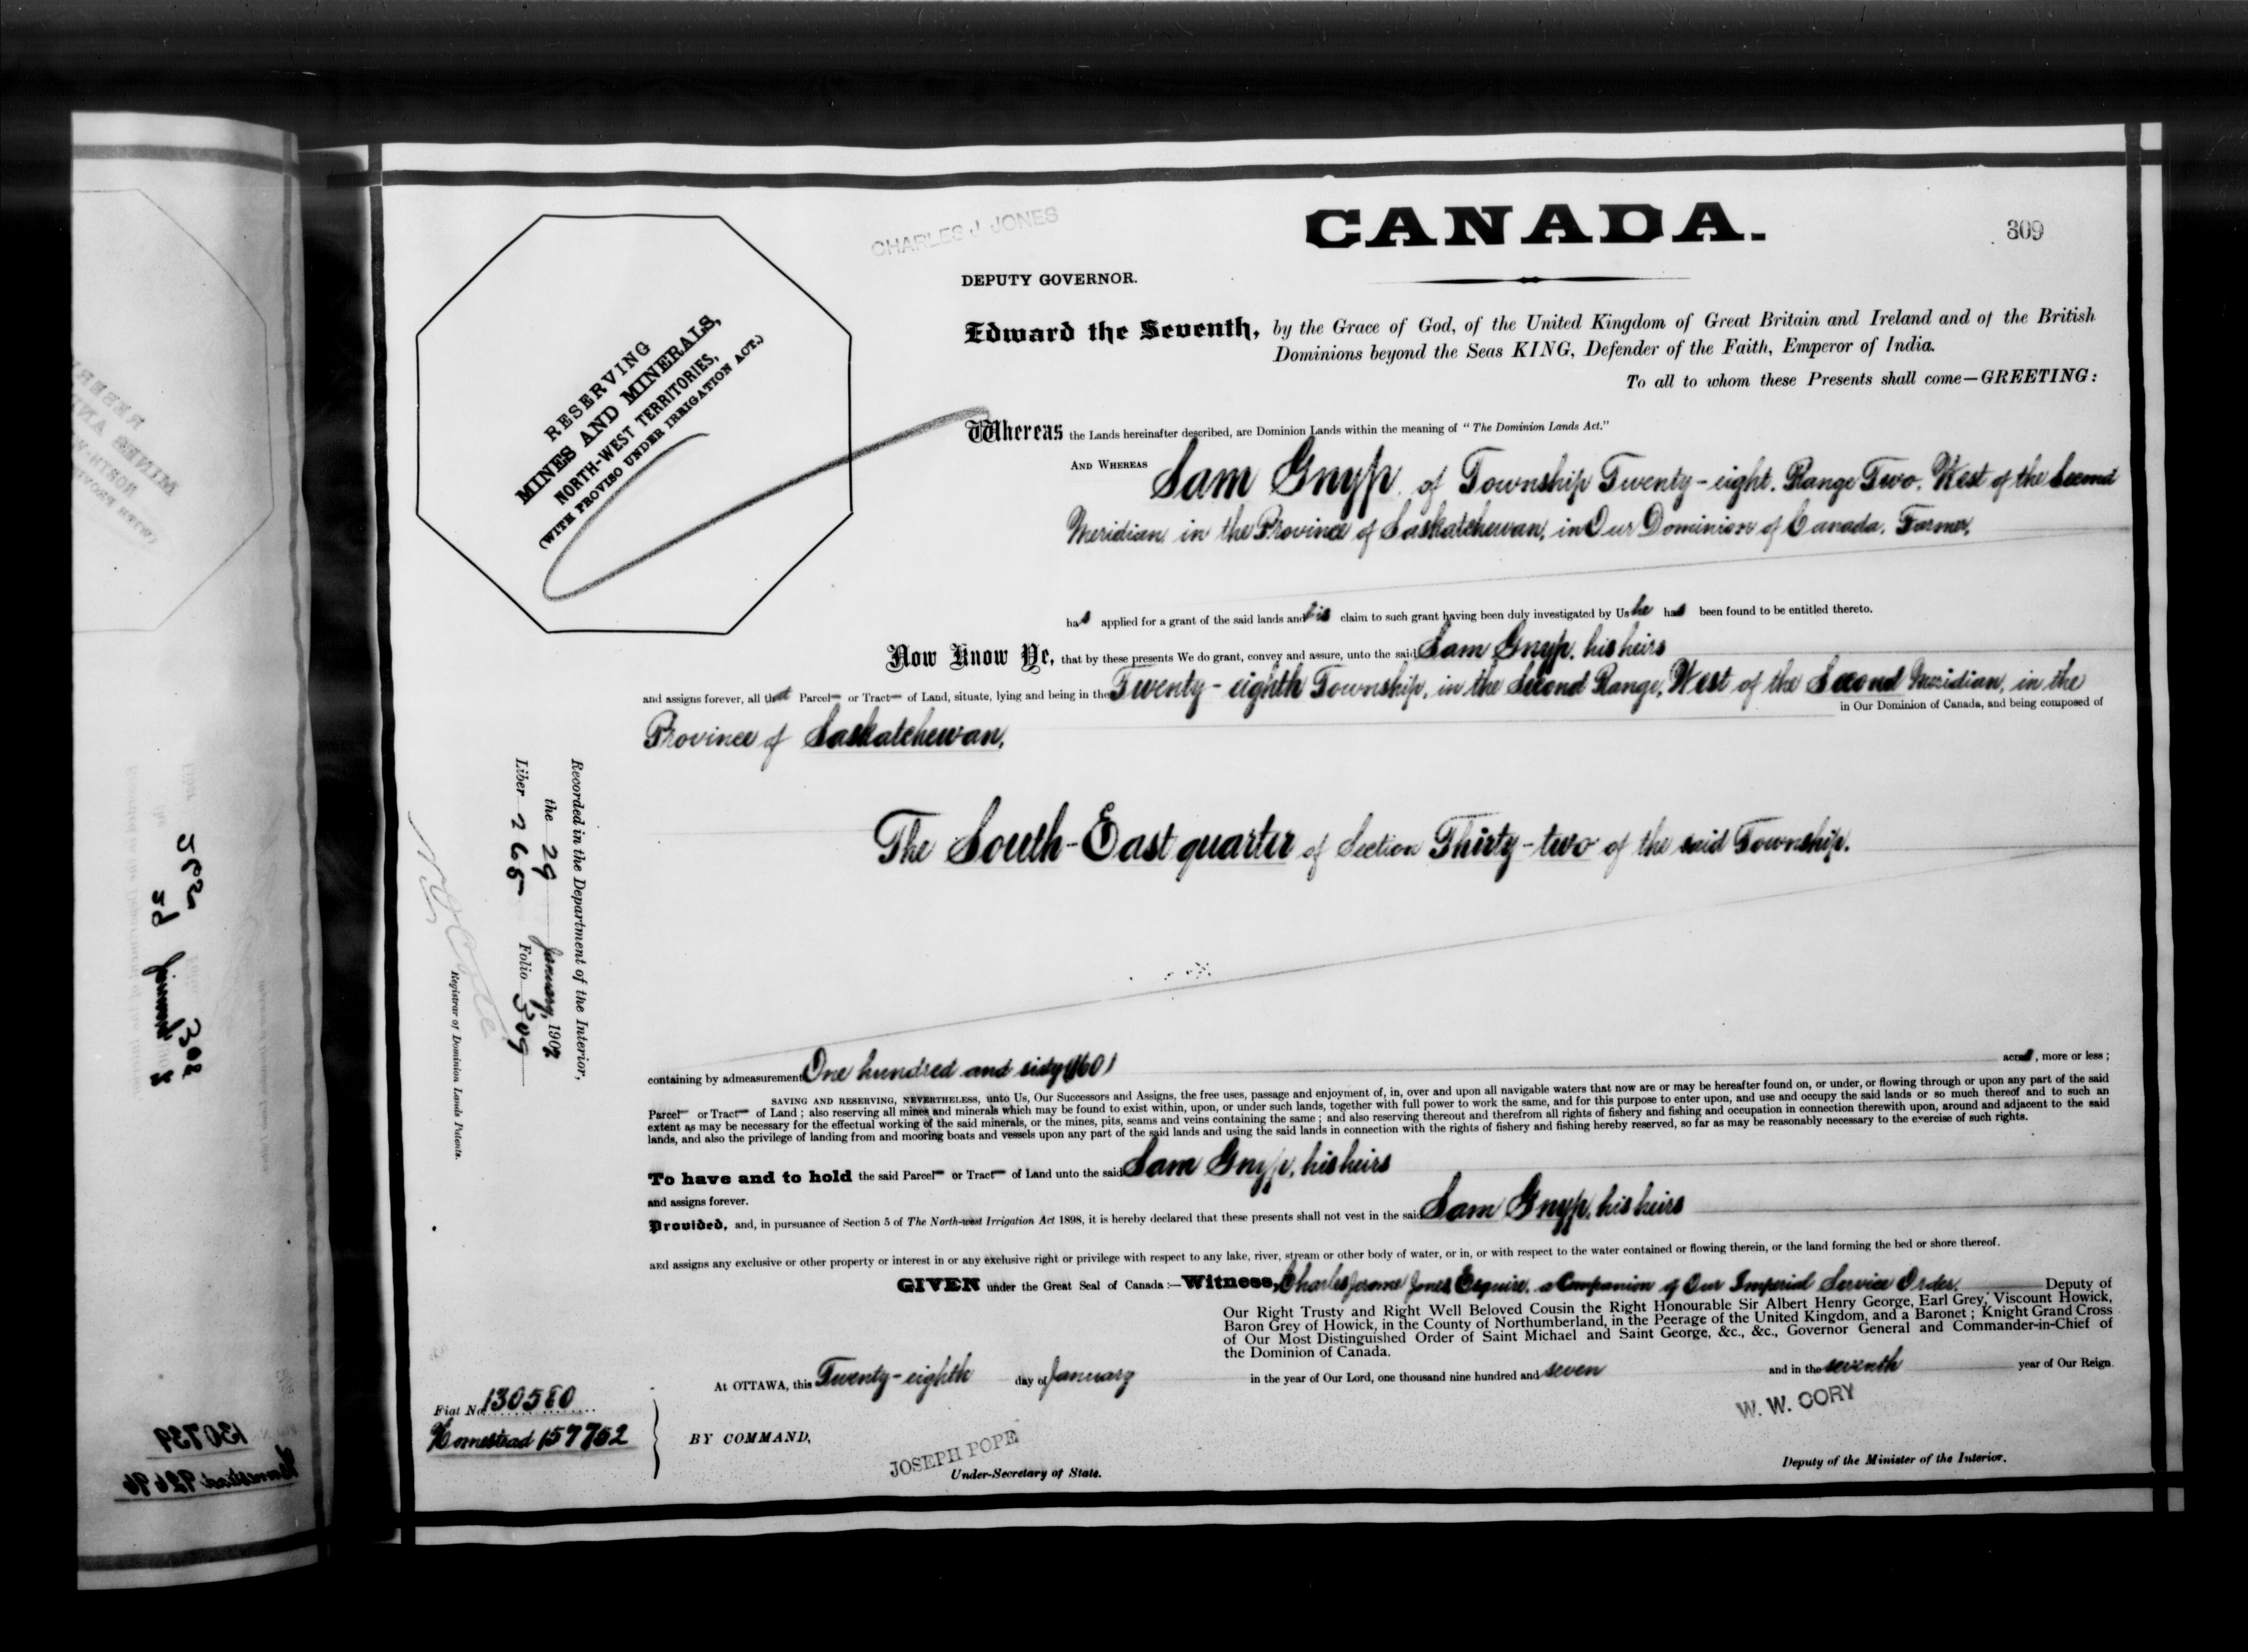 CANADA.
309
CHARLES J JONES
DEPUTY GOVERNOR.
RESERVING
MINES AND MINERALS,
NORTH-WEST TERRITORIES,
(WITH PROVISO UNDER IRRIGATION ACT.)
Edward the Seventh, by the Grace of God, of the United Kingdom of Great Britain and Ireland and of the British
Dominions beyond the Seas KING, Defender of the Faith, Emperor of India.
To all to whom these Presents shall come—GREETING:
Whereas the Lands hereinafter described, are Dominion Lands within the meaning of "The Dominion Lands Act."
AND WHEREAS Sam Gnyp, of Township Twenty-eight, Range Two, West of the Second
Meridian, in the Province of Saskatchewan, in Our Dominion of Canada, Farmer,
has applied for a grant of the said lands and his claim to such grant having been duly investigated by Us he has been found to be entitled thereto.
Now Know Ye, that by these presents We do grant, convey and assure, unto the said Sam Gnyp, his heirs
and assigns forever, all that Parcel or Tract of Land, situate, lying and being in the Twenty-eighth Township, in the Second Range, West of the Second Meridian, in the
Province of Saskatchewan, in Our Dominion of Canada, and being composed of
The South-East quarter of Section Thirty-two of the said Township.
Recorded in the Department of the Interior,
the 29 January, 1907
Liber 265 Folio 309
Registrar of Dominion Lands Patents.
containing by admeasurement One hundred and sixty (160) acres, more or less;
SAVING AND RESERVING, NEVERTHELESS, unto Us, Our Successors and Assigns, the free uses, passage and enjoyment of, in, over and upon all navigable waters that now are or may be hereafter found on, or under, or flowing through or upon any part of the said
Parcel or Tract of Land; also reserving all mines and minerals which may be found to exist within, upon, or under such lands, together with full power to work the same, and for this purpose to enter upon, and use and occupy the said lands or so much thereof and to such an
extent as may be necessary for the effectual working of the said minerals, or the mines, pits, seams and veins containing the same; and also reserving thereout and therefrom all rights of fishery and fishing and occupation in connection therewith upon, around and adjacent to the said
lands, and also the privilege of landing from and mooring boats and vessels upon any part of the said lands and using the said lands in connection with the rights of fishery and fishing hereby reserved, so far as may be reasonably necessary to the exercise of such rights.
To have and to hold the said Parcel or Tract of Land unto the said Sam Gnyp, his heirs
and assigns forever.
Provided, and, in pursuance of Section 5 of The North-west Irrigation Act 1898, it is hereby declared that these presents shall not vest in the said Sam Gnyp, his heirs
and assigns any exclusive or other property or interest in or any exclusive right or privilege with respect to any lake, river, stream or other body of water, or in, or with respect to the water contained or flowing therein, or the land forming the bed or shore thereof.
GIVEN under the Great Seal of Canada:—Witness, Charles Jerome Jones Esquire, a Companion of Our Imperial Service Order, Deputy of
Our Right Trusty and Right Well Beloved Cousin the Right Honourable Sir Albert Henry George, Earl Grey, Viscount Howick,
Baron Grey of Howick, in the County of Northumberland, in the Peerage of the United Kingdom, and a Baronet; Knight Grand Cross
of Our Most Distinguished Order of Saint Michael and Saint George, &c., &c., Governor General and Commander-in-Chief of
the Dominion of Canada.
At OTTAWA, this Twenty-eighth day of January in the year of Our Lord, one thousand nine hundred and seven and in the seventh year of Our Reign.
Fiat No. 130580
Homestead 157752
BY COMMAND,
JOSEPH POPE
Under-Secretary of State.
W. W. CORY
Deputy of the Minister of the Interior.
130739
Homestead 92696